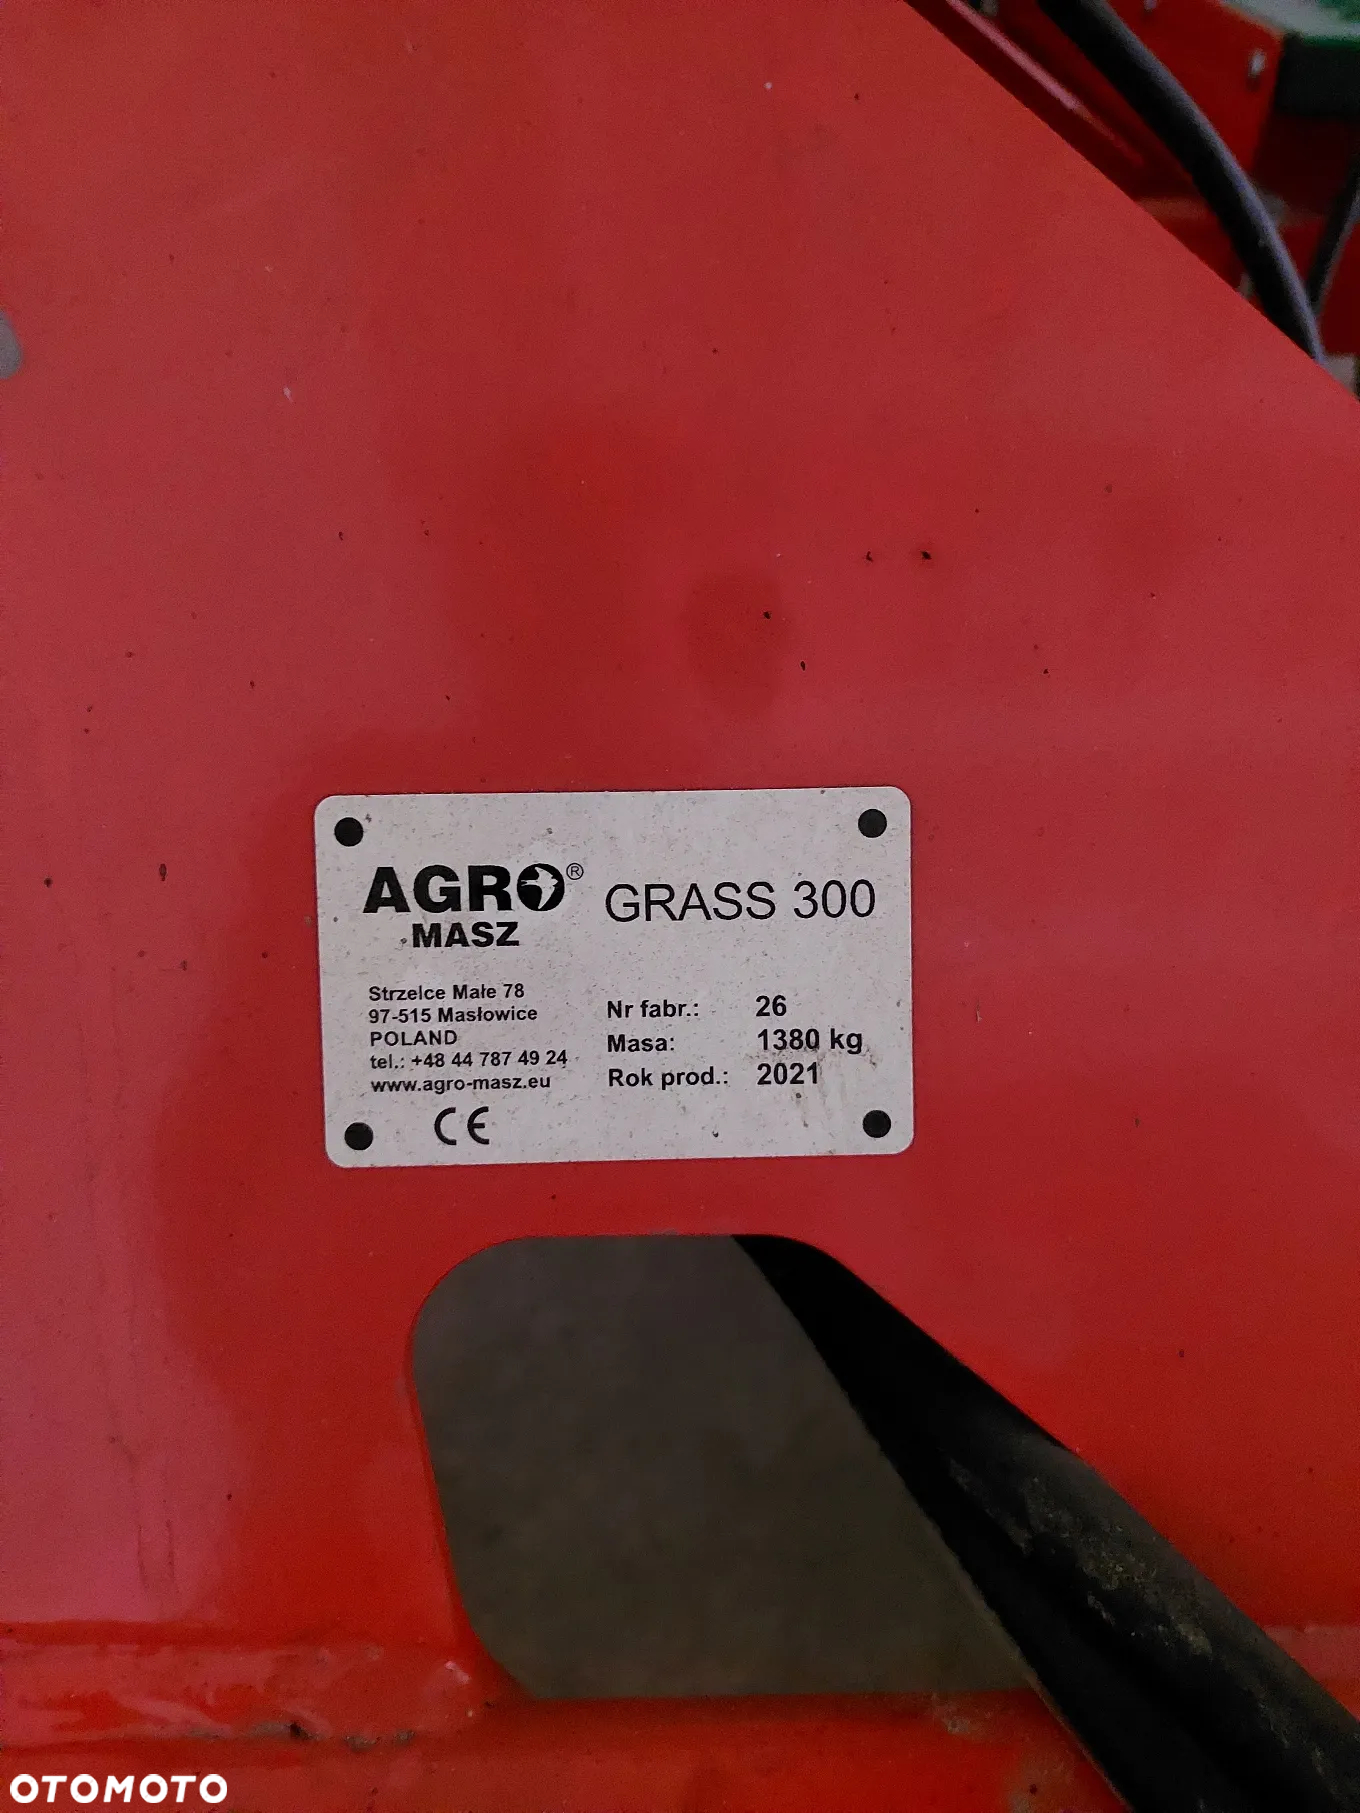 AGRO®
MASZ
GRASS 300
Strzelce Małe 78
97-515 Masłowice
POLAND
tel.: +48 44 787 49 24
www.agro-masz.eu
CE
Nr fabr.: 26
Masa: 1380 kg
Rok prod.: 2021
OTOMOTO